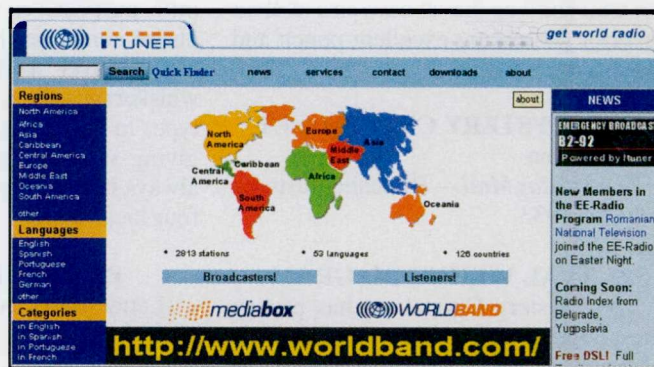 ITUNER
get world radio
Search Quick Finder news services contact downloads about
Regions
North America
Africa
Asia
Caribbean
Central America
Europe
Middle East
Oceania
South America
other
Languages
English
Spanish
Portuguese
French
German
other
Categories
in English
in Spanish
in Portuguese
in French
about
North America
Europe
Asia
Middle East
Caribbean
Central America
Africa
South America
Oceania
• 2813 stations • 53 languages • 126 countries
Broadcasters! Listeners!
mediabox WORLDBAND
http://www.worldband.com/
NEWS
EMERGENCY BROADCAS
B2-92
Powered by Ituner
New Members in
the EE-Radio
Program Romanian
National Television
joined the EE-Radio
on Easter Night.
Coming Soon:
Radio Index from
Belgrade,
Yugoslavia
Free DSL! Full